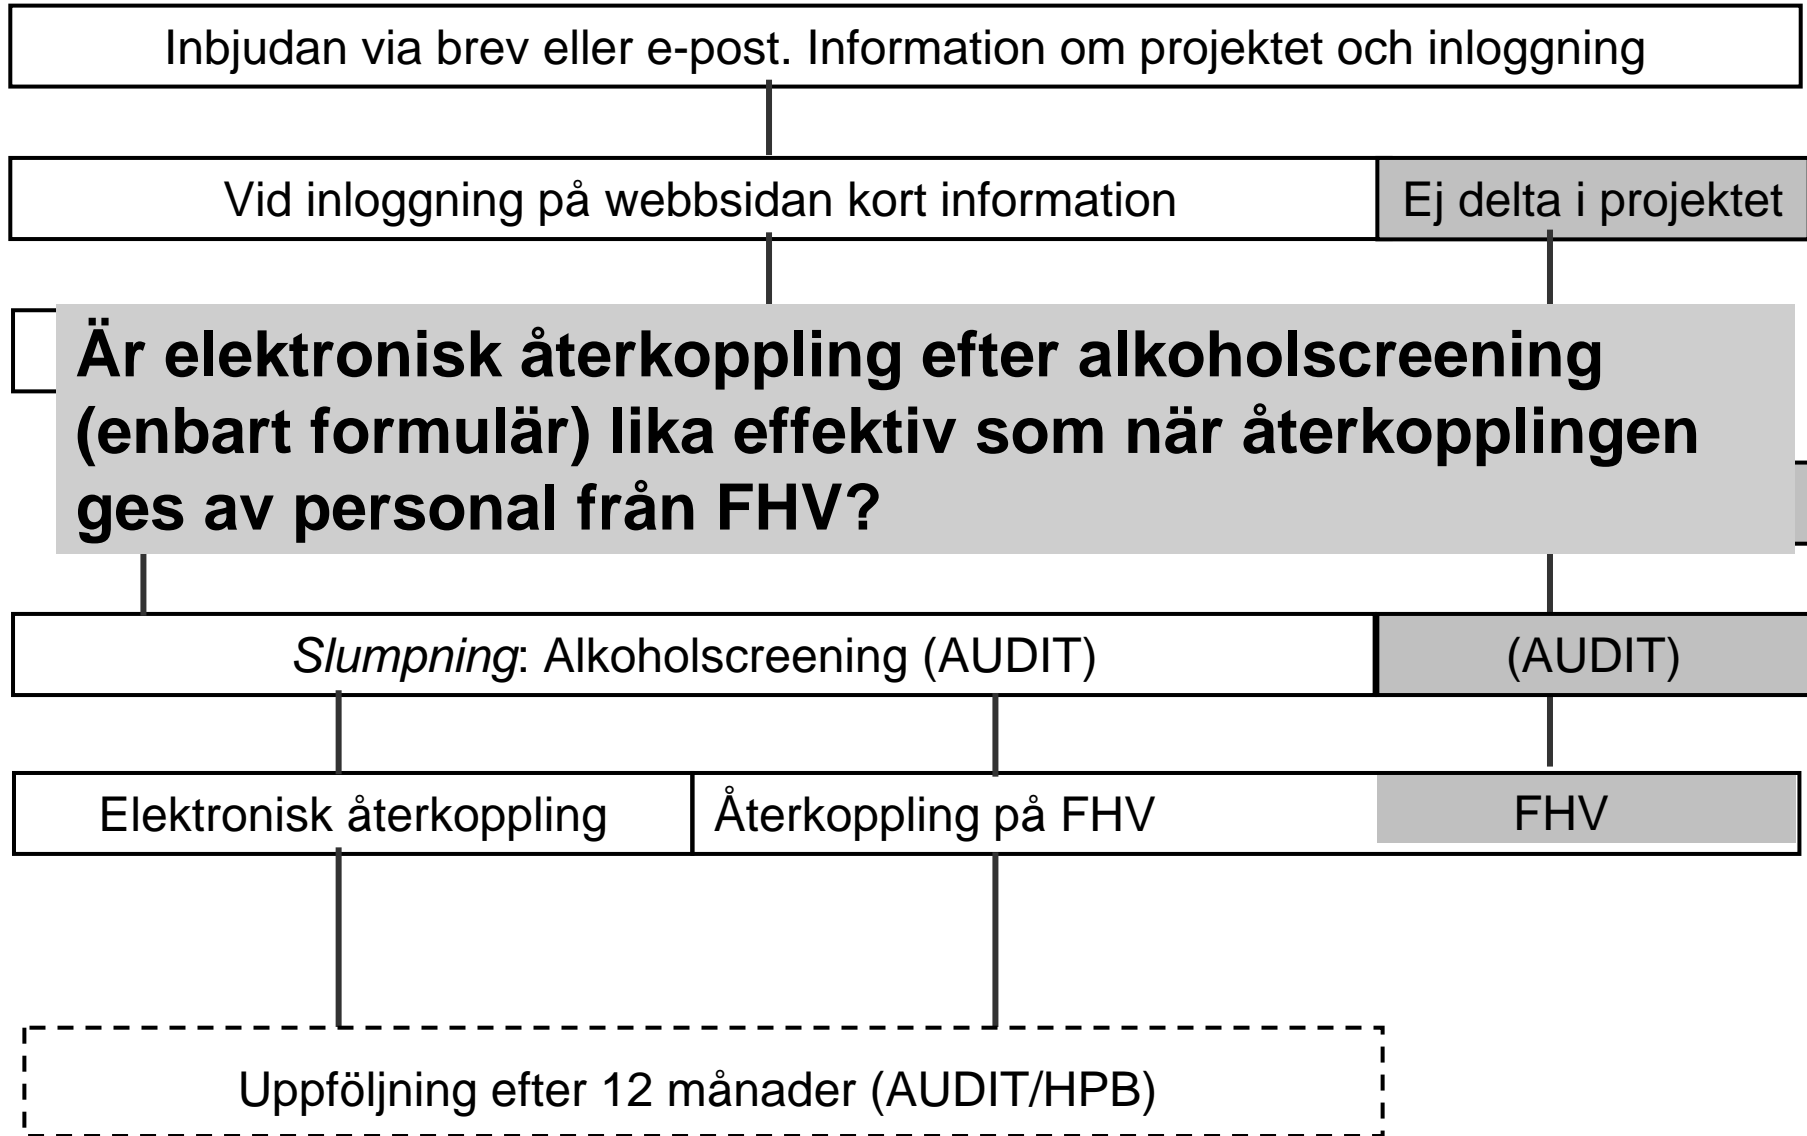 Inbjudan via brev eller e-post. Information om projektet och inloggning
Vid inloggning på webbsidan kort information
Ej delta i projektet
Är elektronisk återkoppling efter alkoholscreening
(enbart formulär) lika effektiv som när återkopplingen
ges av personal från FHV?
Slumpning: Alkoholscreening (AUDIT)
(AUDIT)
Elektronisk återkoppling
Återkoppling på FHV
FHV
Uppföljning efter 12 månader (AUDIT/HPB)